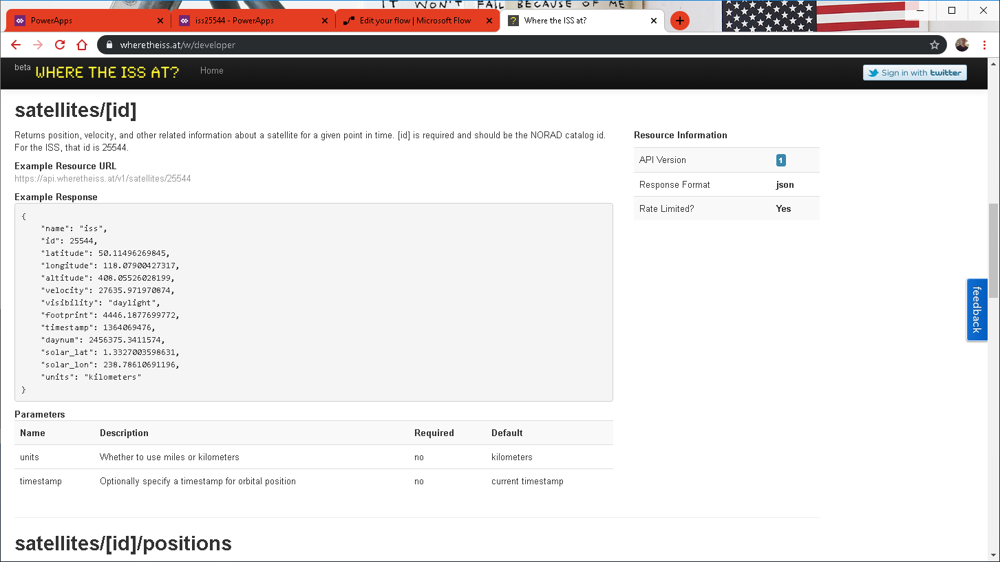 IT WON'T FAIL BECAUSE OF ME
PowerApps
iss25544 - PowerApps
Edit your flow | Microsoft Flow
Where the ISS at?
wheretheiss.at/w/developer
beta WHERE THE ISS AT? Home
Sign in with twitter
satellites/[id]
Returns position, velocity, and other related information about a satellite for a given point in time. [id] is required and should be the NORAD catalog id.
For the ISS, that id is 25544.
Example Resource URL
https://api.wheretheiss.at/v1/satellites/25544
Example Response
{
"name": "iss",
"id": 25544,
"latitude": 50.11496269845,
"longitude": 118.07900427317,
"altitude": 408.05526028199,
"velocity": 27635.971970874,
"visibility": "daylight",
"footprint": 4446.1877699772,
"timestamp": 1364069476,
"daynum": 2456375.3411574,
"solar_lat": 1.3327003598631,
"solar_lon": 238.78610691196,
"units": "kilometers"
}
Resource Information
API Version 1
Response Format json
Rate Limited? Yes
feedback
Parameters
Name Description Required Default
units Whether to use miles or kilometers no kilometers
timestamp Optionally specify a timestamp for orbital position no current timestamp
satellites/[id]/positions